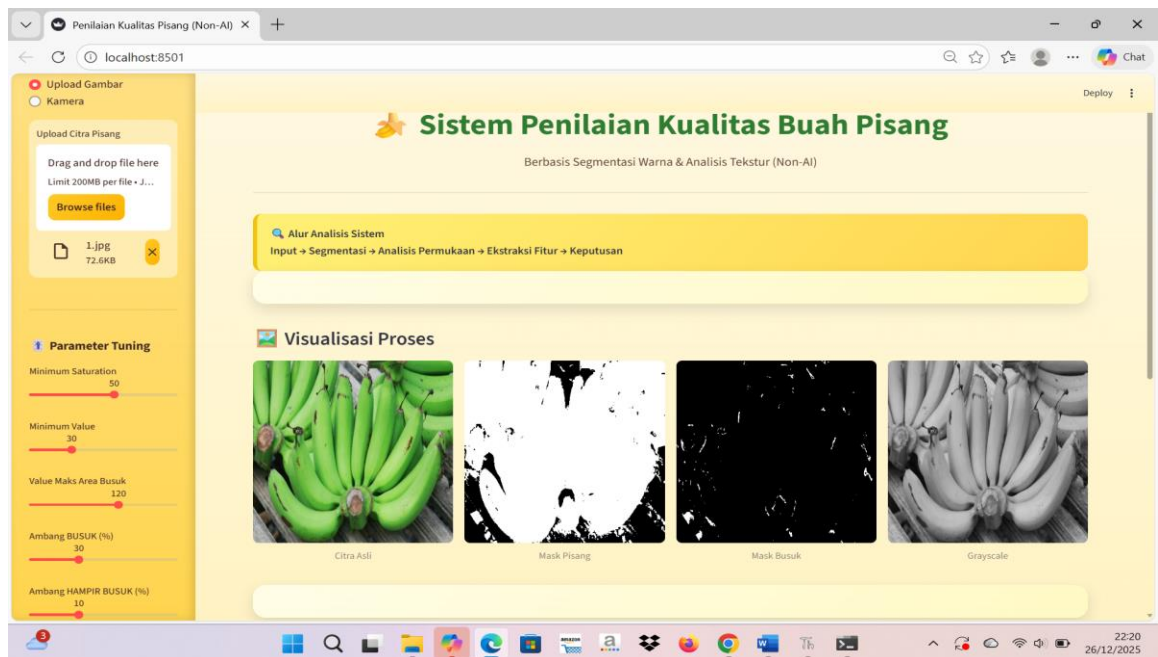 Penilaian Kualitas Pisang (Non-AI)
localhost:8501
Chat
Upload Gambar
Kamera
Upload Citra Pisang
Drag and drop file here
Limit 200MB per file • J...
Browse files
1.jpg
72.6KB
Parameter Tuning
Minimum Saturation
50
Minimum Value
30
Value Maks Area Busuk
120
Ambang BUSUK (%)
30
Ambang HAMPIR BUSUK (%)
10
Deploy
Sistem Penilaian Kualitas Buah Pisang
Berbasis Segmentasi Warna & Analisis Tekstur (Non-AI)
Alur Analisis Sistem
Input → Segmentasi → Analisis Permukaan → Ekstraksi Fitur → Keputusan
Visualisasi Proses
Citra Asli
Mask Pisang
Mask Busuk
Grayscale
3
amazon
a
Th
22:20
26/12/2025